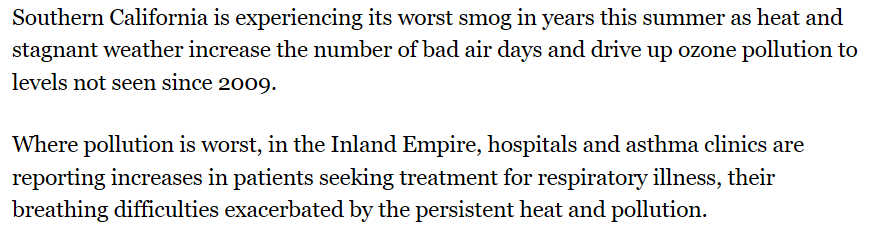 Southern California is experiencing its worst smog in years this summer as heat and
stagnant weather increase the number of bad air days and drive up ozone pollution to
levels not seen since 2009.
Where pollution is worst, in the Inland Empire, hospitals and asthma clinics are
reporting increases in patients seeking treatment for respiratory illness, their
breathing difficulties exacerbated by the persistent heat and pollution.